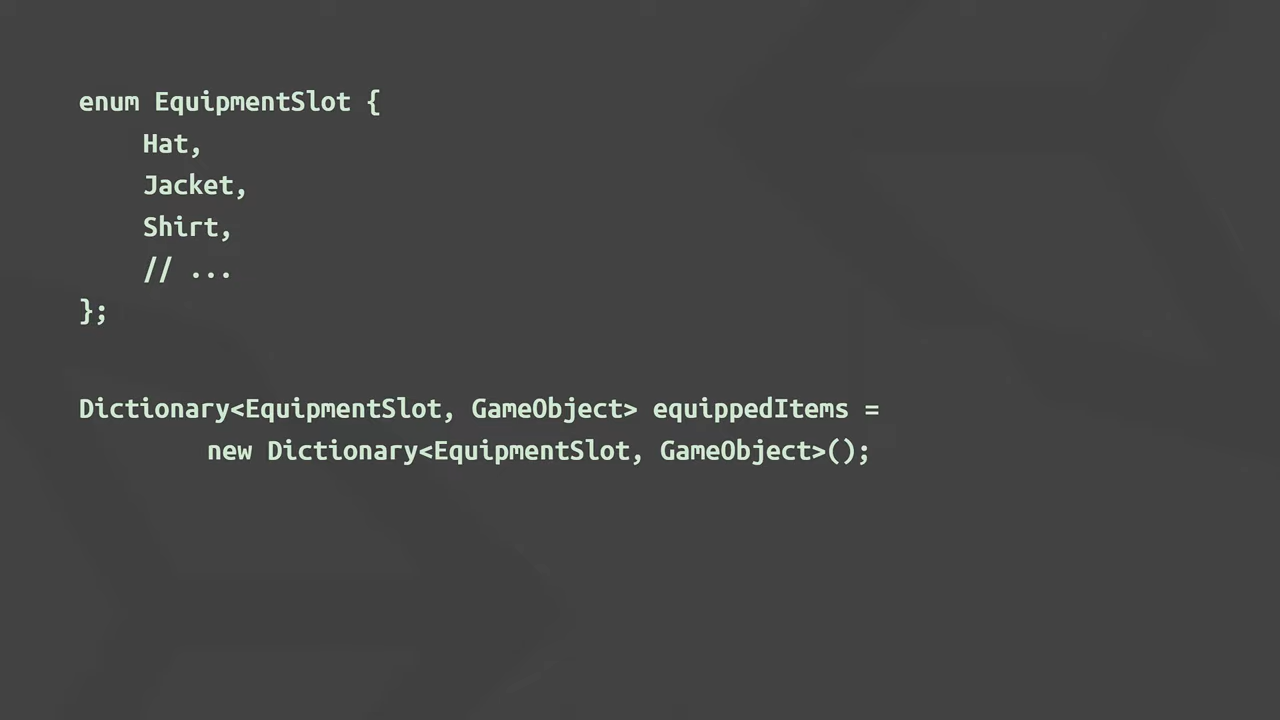 enum EquipmentSlot {
Hat,
Jacket,
Shirt,
// ...
};
Dictionary<EquipmentSlot, GameObject> equippedItems =
new Dictionary<EquipmentSlot, GameObject>();